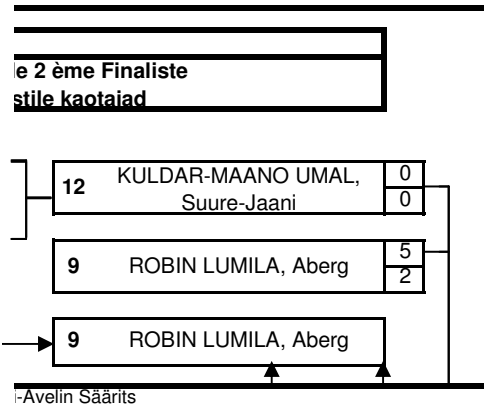 le 2 ème Finaliste
stile kaotajad
12 KULDAR-MAANO UMAL, 0
Suure-Jaani 0
9 ROBIN LUMILA, Aberg 5
2
9 ROBIN LUMILA, Aberg
i-Avelin Säärits